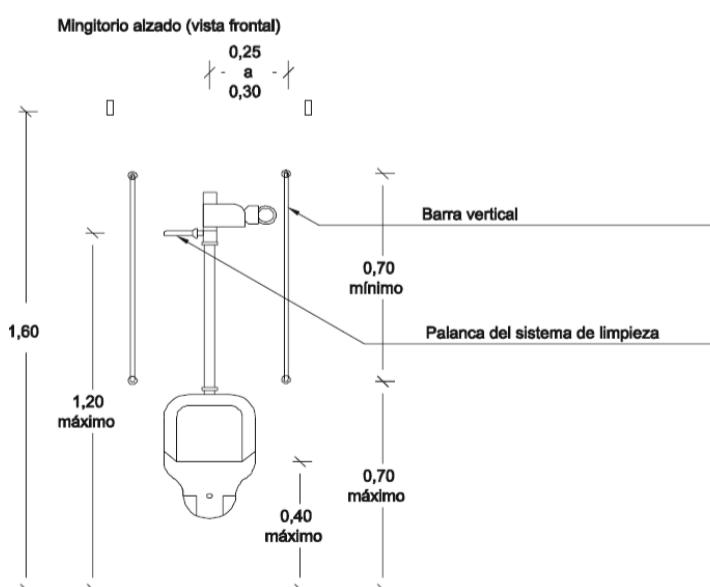 Mingitorio alzado (vista frontal)
0,25
a
0,30
Barra vertical
0,70
mínimo
1,60
Palanca del sistema de limpieza
1,20
máximo
0,70
máximo
0,40
máximo